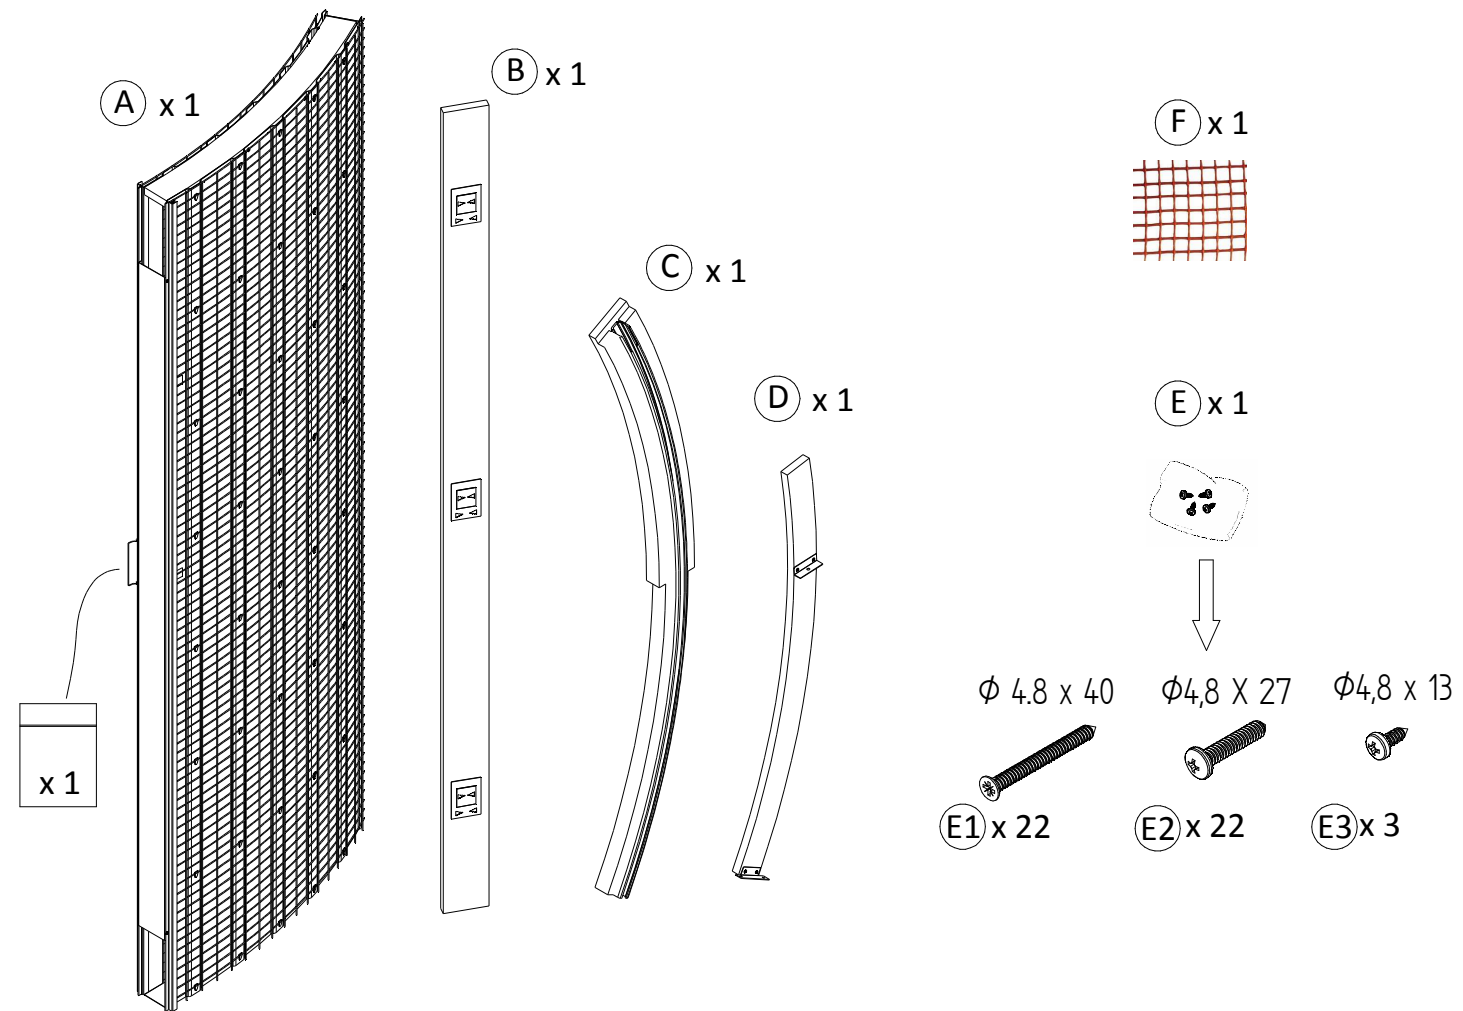 A x 1
B x 1
C x 1
D x 1
x 1
F x 1
E x 1
Φ 4.8 x 40
Φ4,8 X 27
Φ4,8 x 13
E1 x 22
E2 x 22
E3 x 3